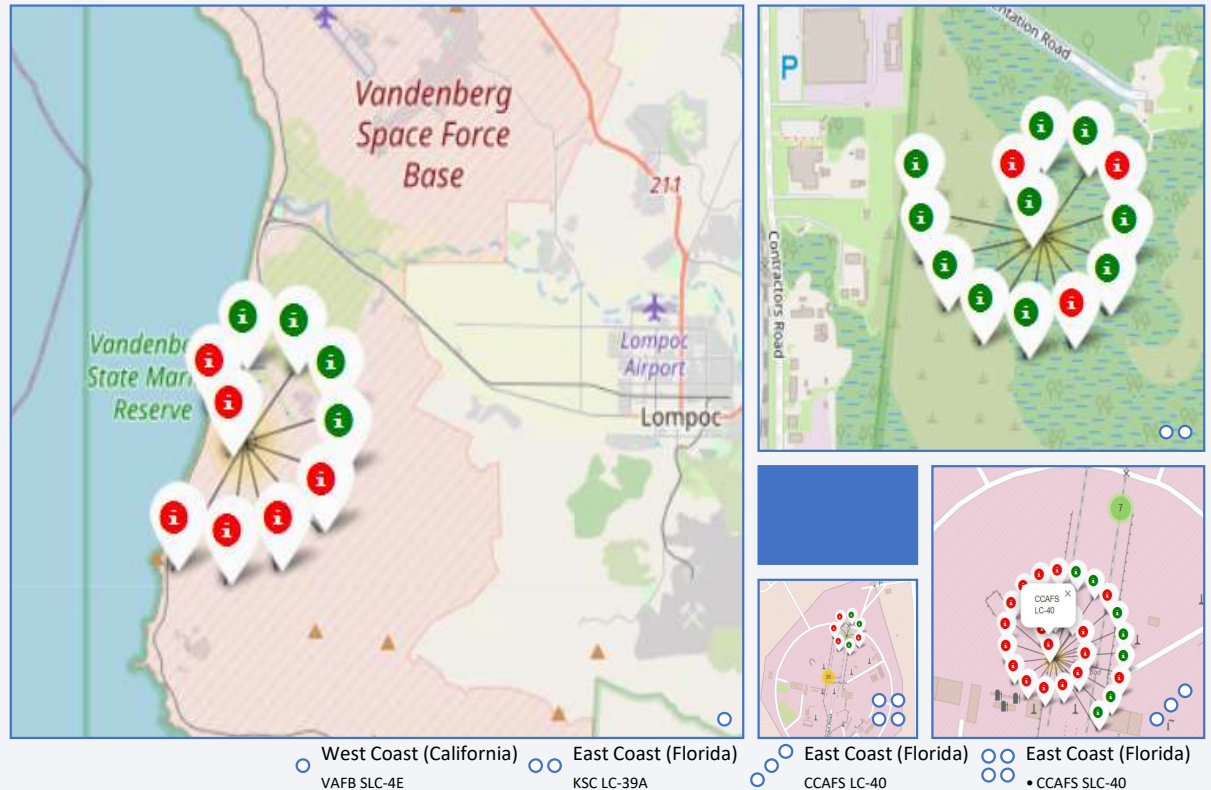 Vandenberg
Space Force
Base
211
Vandenb
State Mari
Reserve
Lompoc
Airport
Lompoc
entation Road
P
Contractors Road
7
CCAFS
LC-40
X
West Coast (California)
VAFB SLC-4E
East Coast (Florida)
KSC LC-39A
East Coast (Florida)
CCAFS LC-40
East Coast (Florida)
• CCAFS SLC-40